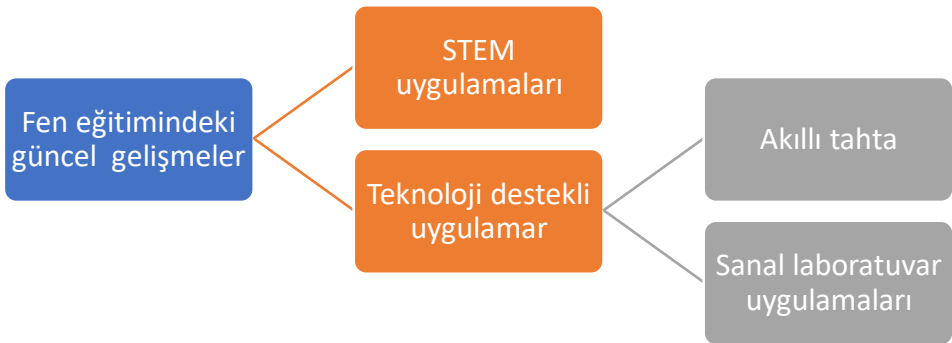 Fen eğitimindeki
güncel gelişmeler
STEM
uygulamaları
Teknoloji destekli
uygulamar
Akıllı tahta
Sanal laboratuvar
uygulamaları